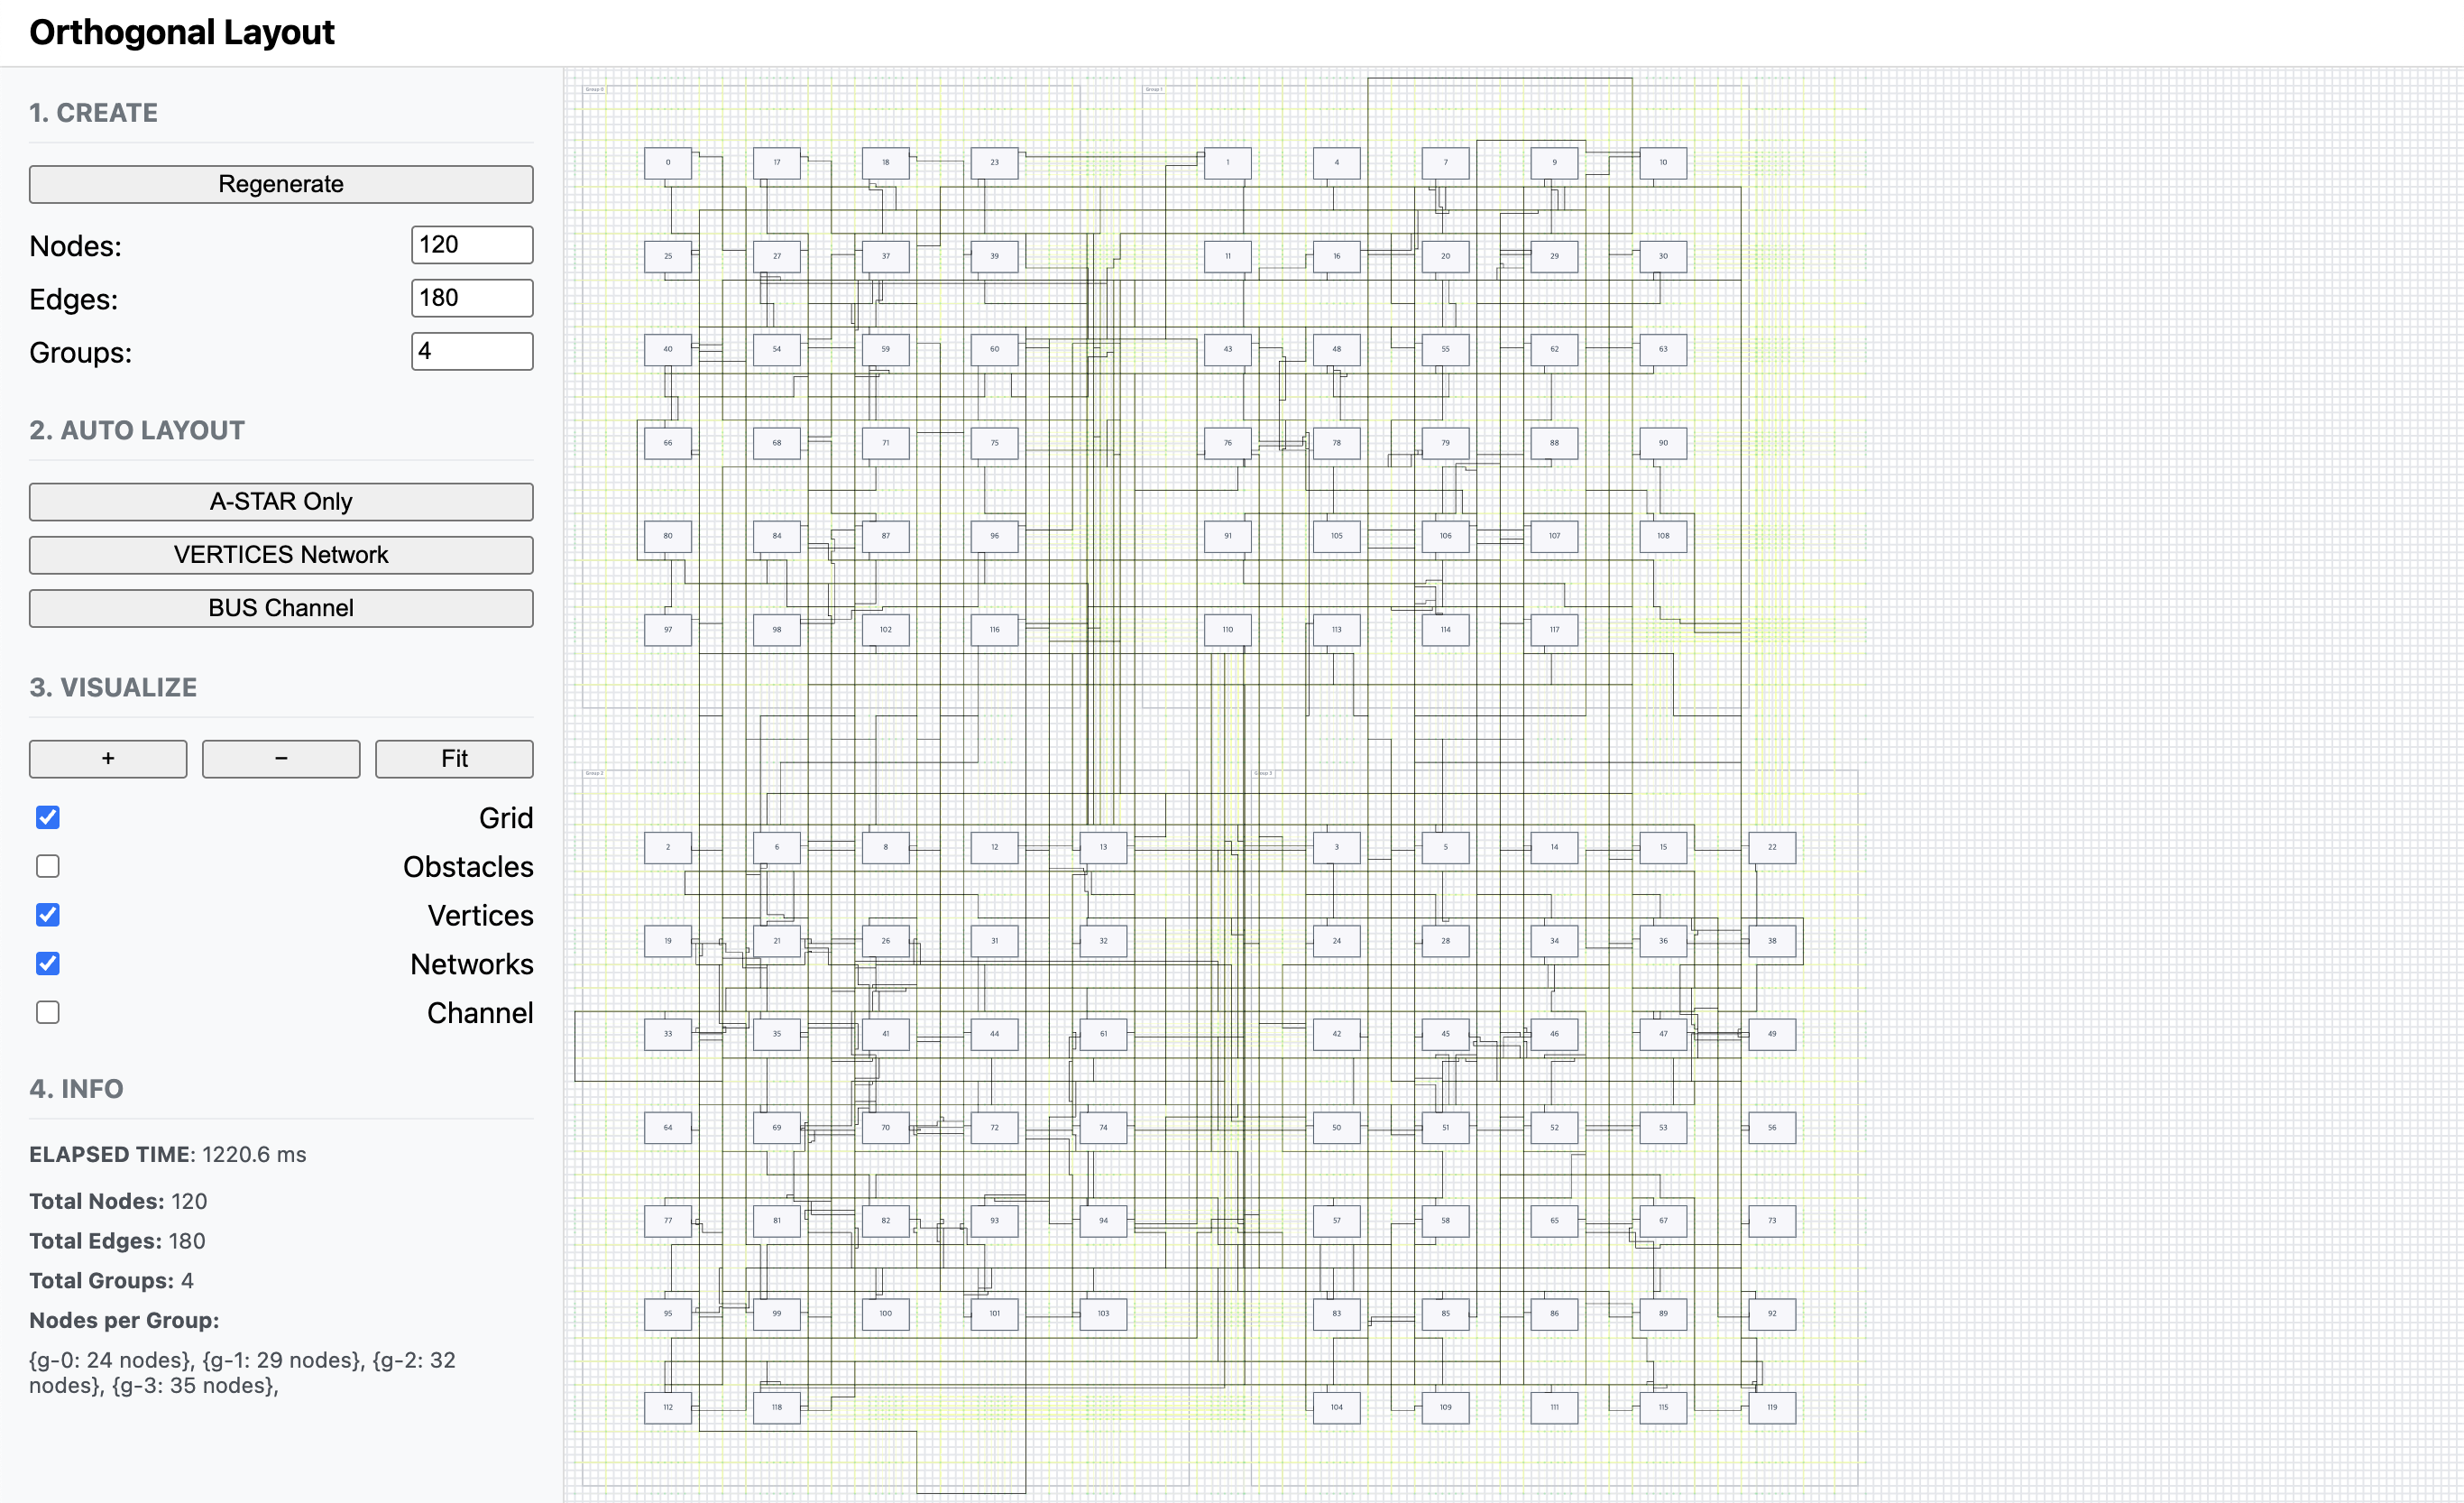 Orthogonal Layout
1. CREATE
Regenerate
Nodes: 120
Edges: 180
Groups: 4
2. AUTO LAYOUT
A-STAR Only
VERTICES Network
BUS Channel
3. VISUALIZE
+ − Fit
Grid
Obstacles
Vertices
Networks
Channel
4. INFO
ELAPSED TIME: 1220.6 ms
Total Nodes: 120
Total Edges: 180
Total Groups: 4
Nodes per Group:
{g-0: 24 nodes}, {g-1: 29 nodes}, {g-2: 32
nodes}, {g-3: 35 nodes},
Group 0 Group 1
0 17 18 23 1 4 7 9 10
25 27 37 39 11 16 20 29 30
40 54 59 60 43 48 55 62 63
66 68 71 75 76 78 79 88 90
80 84 87 96 91 105 106 107 108
97 98 102 116 110 113 114 117
Group 2 Group 3
2 6 8 12 13 3 5 14 15 22
19 21 26 31 32 24 28 34 36 38
33 35 41 44 61 42 45 46 47 49
64 69 70 72 74 50 51 52 53 56
77 81 82 93 94 57 58 65 67 73
95 99 100 101 103 83 85 86 89 92
112 118 104 109 111 115 119